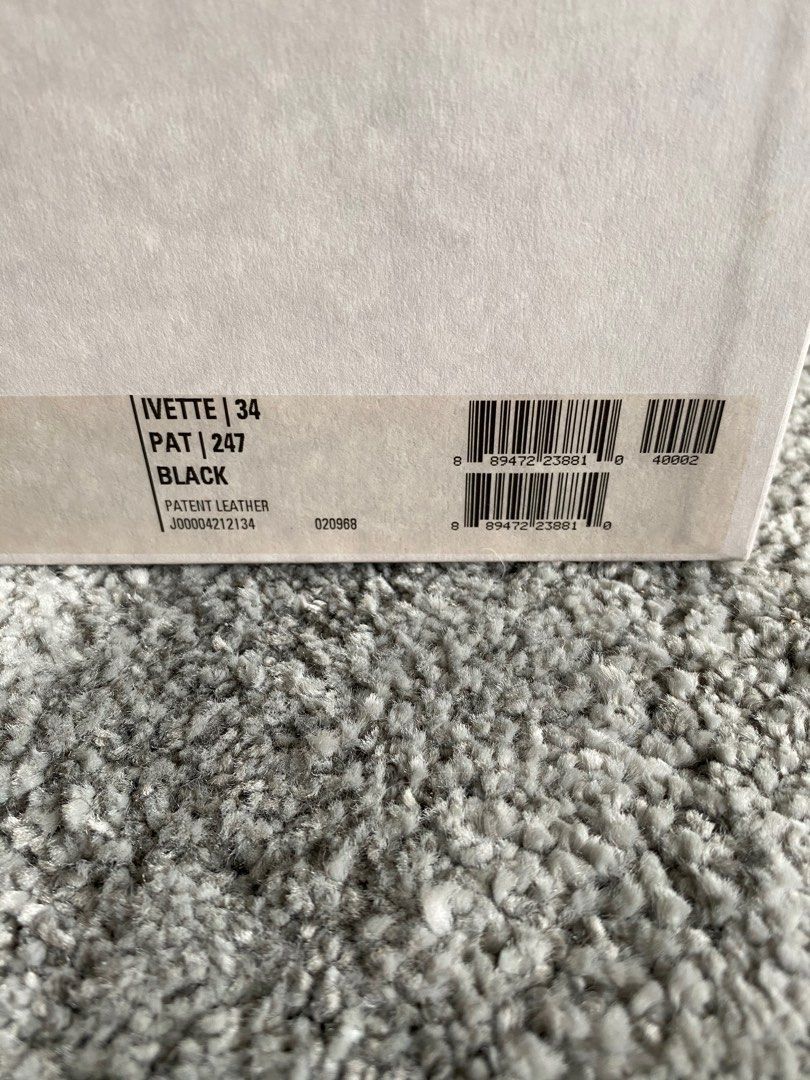 IVETTE | 34
PAT | 247
BLACK
PATENT LEATHER
J00004212134 020968
8 89472 23881 0 40002
8 89472 23881 0